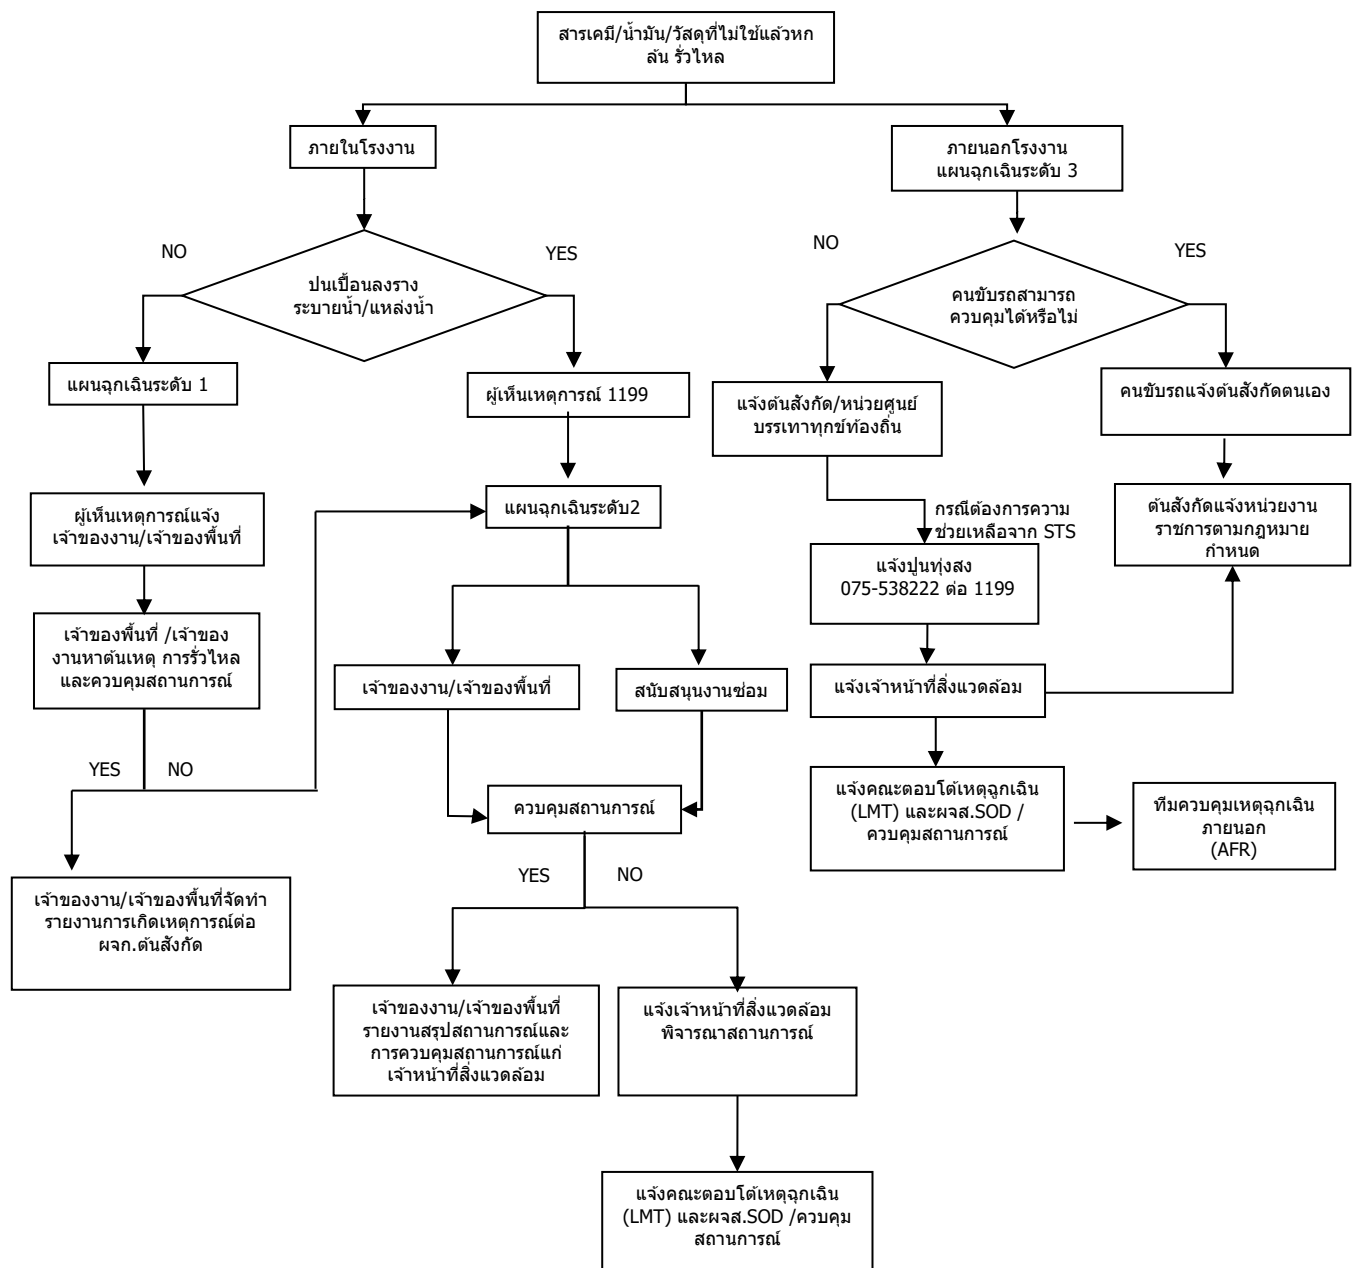 สารเคมี/น้ำมัน/วัสดุที่ไม่ใช้แล้วหก
ล้น รั่วไหล
ภายในโรงงาน
ภายนอกโรงงาน
แผนฉุกเฉินระดับ 3
NO
YES
ปนเปื้อนลงราง
ระบายน้ำ/แหล่งน้ำ
NO
YES
คนขับรถสามารถ
ควบคุมได้หรือไม่
แผนฉุกเฉินระดับ 1
ผู้เห็นเหตุการณ์ 1199
แจ้งต้นสังกัด/หน่วยศูนย์
บรรเทาทุกข์ท้องถิ่น
คนขับรถแจ้งต้นสังกัดตนเอง
ผู้เห็นเหตุการณ์แจ้ง
เจ้าของงาน/เจ้าของพื้นที่
แผนฉุกเฉินระดับ2
กรณีต้องการความ
ช่วยเหลือจาก STS
ต้นสังกัดแจ้งหน่วยงาน
ราชการตามกฎหมาย
กำหนด
แจ้งปูนทุ่งสง
075-538222 ต่อ 1199
เจ้าของพื้นที่ /เจ้าของ
งานหาต้นเหตุ การรั่วไหล
และควบคุมสถานการณ์
เจ้าของงาน/เจ้าของพื้นที่
สนับสนุนงานซ่อม
แจ้งเจ้าหน้าที่สิ่งแวดล้อม
YES
NO
ควบคุมสถานการณ์
แจ้งคณะตอบโต้เหตุฉูกเฉิน
(LMT) และผจส.SOD /
ควบคุมสถานการณ์
ทีมควบคุมเหตุฉุกเฉิน
ภายนอก
(AFR)
YES
NO
เจ้าของงาน/เจ้าของพื้นที่จัดทำ
รายงานการเกิดเหตุการณ์ต่อ
ผจก.ต้นสังกัด
เจ้าของงาน/เจ้าของพื้นที่
รายงานสรุปสถานการณ์และ
การควบคุมสถานการณ์แก่
เจ้าหน้าที่สิ่งแวดล้อม
แจ้งเจ้าหน้าที่สิ่งแวดล้อม
พิจารณาสถานการณ์
แจ้งคณะตอบโต้เหตุฉุกเฉิน
(LMT) และผจส.SOD /ควบคุม
สถานการณ์